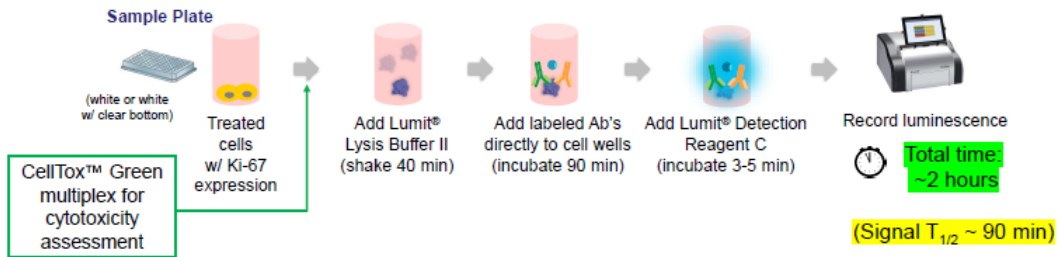 Sample Plate
(white or white
w/ clear bottom)
Treated
cells
w/ Ki-67
expression
Add Lumit®
Lysis Buffer II
(shake 40 min)
Add labeled Ab's
directly to cell wells
(incubate 90 min)
Add Lumit® Detection
Reagent C
(incubate 3-5 min)
Record luminescence
Total time:
~2 hours
CellTox™ Green
multiplex for
cytotoxicity
assessment
(Signal T1/2 ~ 90 min)